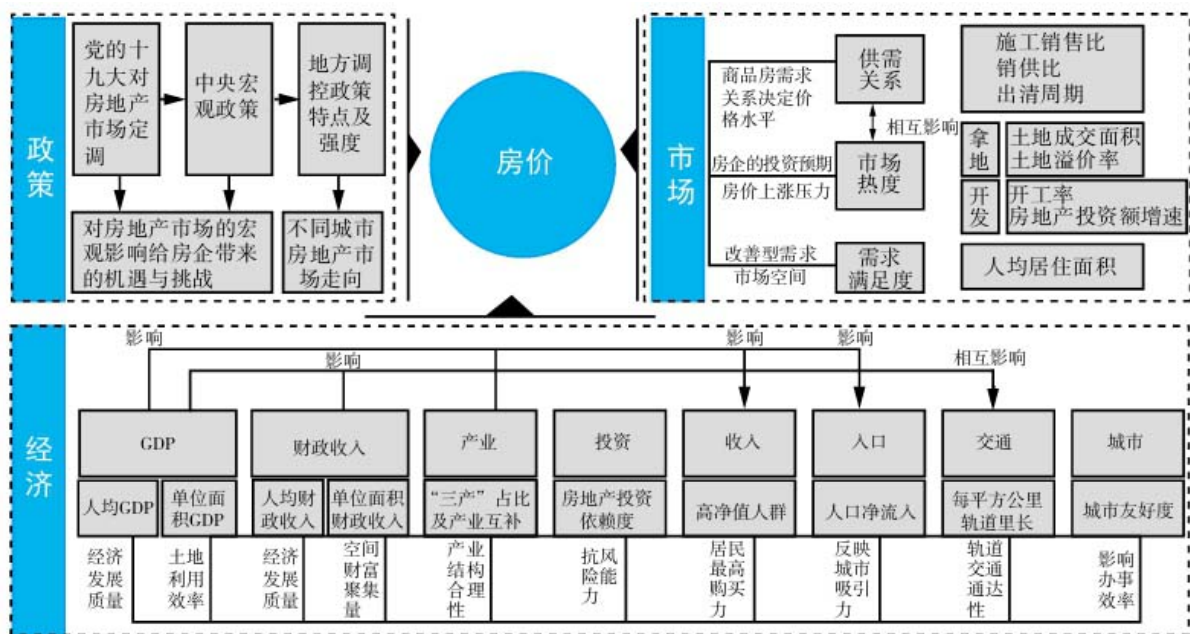 政策
党的十
九大对
房地产
市场定
调
中央宏
观政策
地方调
控政策
特点及
强度
对房地产市场的宏
观影响给房企带来
的机遇与挑战
不同城市
房地产市
场走向
房价
市场
商品房需求
关系决定价
格水平
供需
关系
施工销售比
销供比
出清周期
相互影响
房企的投资预期
房价上涨压力
市场
热度
拿地
土地成交面积
土地溢价率
开发
开工率
房地产投资额增速
改善型需求
市场空间
需求
满足度
人均居住面积
经济
影响
影响
影响
影响
相互影响
GDP
财政收入
产业
投资
收入
人口
交通
城市
人均GDP
单位面
积GDP
人均财
政收入
单位面积
财政收入
“三产”占比
及产业互补
房地产投资
依赖度
高净值人群
人口净流入
每平方公里
轨道里长
城市友好度
经济
发展
质量
土地
利用
效率
经济
发展
质量
空间
财富
聚集
量
产业
结构
合理
性
抗风
险能
力
居民
最高
购买
力
反映
城市
吸引
力
轨道
交通
通达
性
影响
办事
效率